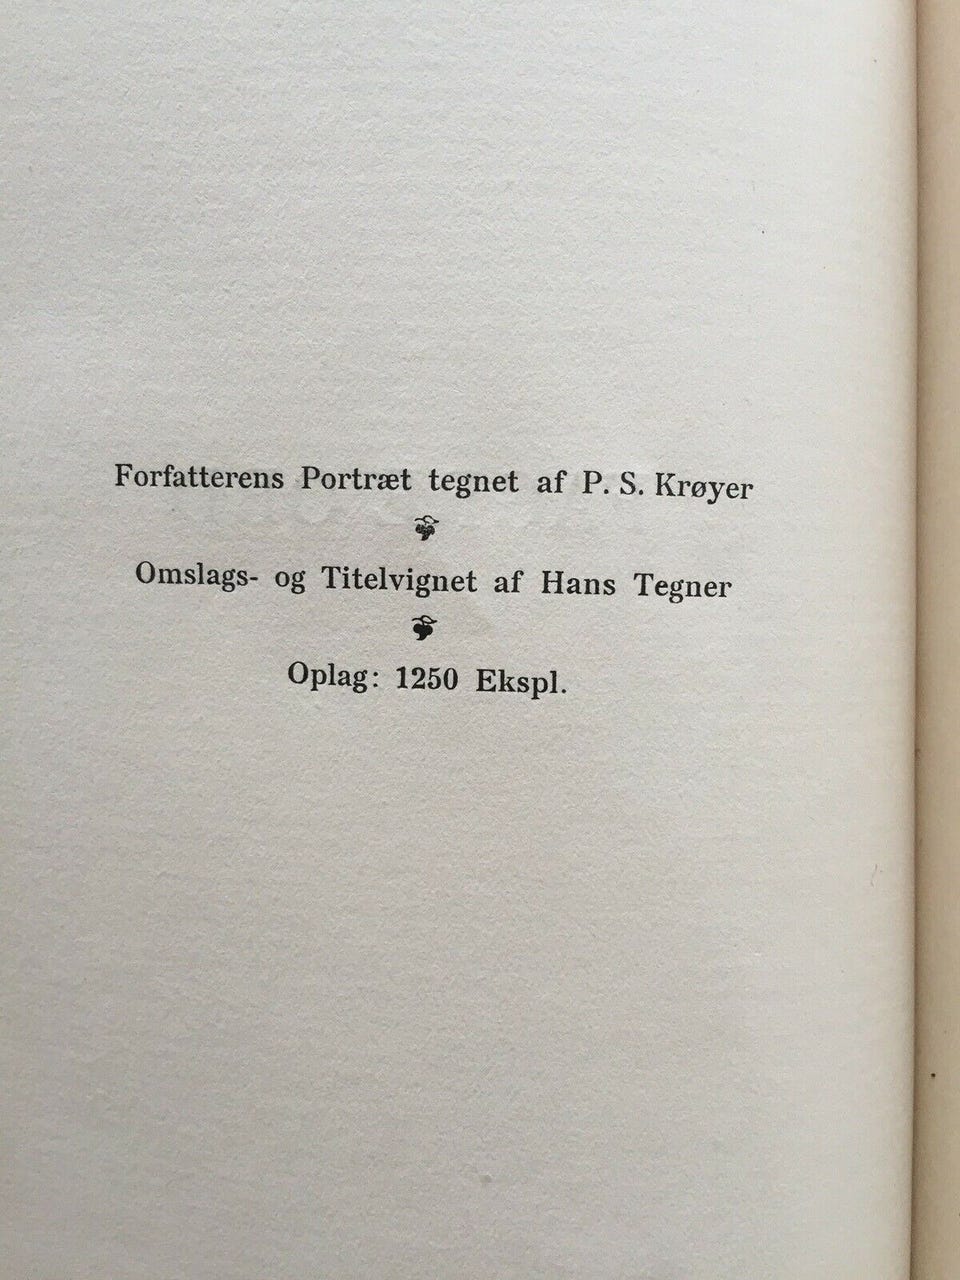 Forfatterens Portræt tegnet af P. S. Krøyer
Omslags- og Titelvignet af Hans Tegner
Oplag: 1250 Ekspl.